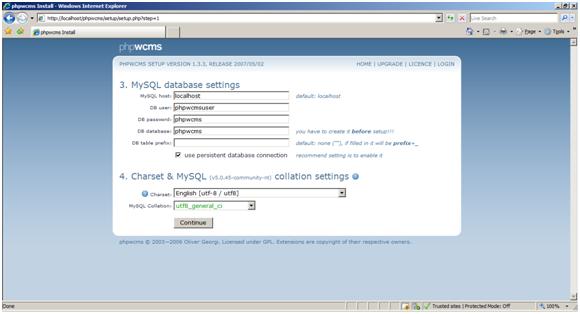 phpwcms Install - Windows Internet Explorer
http://localhost/phpwcms/setup/setup.php?step=1
Live Search
phpwcms Install
Page
Tools
phpwcms
PHPWCMS SETUP VERSION 1.3.3, RELEASE 2007/05/02
HOME | UPGRADE | LICENCE | LOGIN
3. MySQL database settings
MySQL host: localhost default: localhost
DB user: phpwcmsuser
DB password: phpwcms
DB database: phpwcms you have to create it before setup!!!
DB table prefix: default: none (""), if filled in it will be prefix+_
use persistent database connection recommend setting is to enable it
4. Charset & MySQL (v5.0.45-community-nt) collation settings
Charset: English [utf-8 / utf8]
MySQL Collation: utf8_general_ci
Continue
phpwcms © 2003—2006 Oliver Georgi. Licensed under GPL. Extensions are copyright of their respective owners.
Done
Trusted sites | Protected Mode: Off
100%